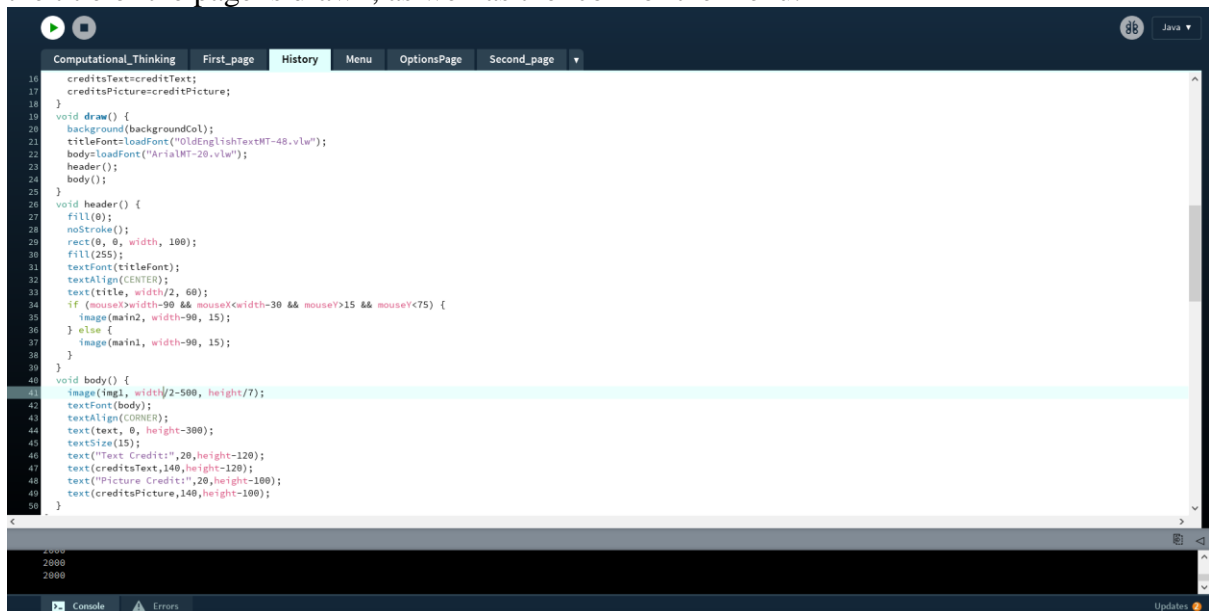 Java
Computational_Thinking First_page History Menu OptionsPage Second_page
16 creditsText=creditText;
17 creditsPicture=creditPicture;
18 }
19 void draw() {
20 background(backgroundCol);
21 titleFont=loadFont("OldEnglishTextMT-48.vlw");
22 body=loadFont("ArialMT-20.vlw");
23 header();
24 body();
25 }
26 void header() {
27 fill(0);
28 noStroke();
29 rect(0, 0, width, 100);
30 fill(255);
31 textFont(titleFont);
32 textAlign(CENTER);
33 text(title, width/2, 60);
34 if (mouseX>width-90 && mouseX<width-30 && mouseY>15 && mouseY<75) {
35 image(main2, width-90, 15);
36 } else {
37 image(main1, width-90, 15);
38 }
39 }
40 void body() {
41 image(img1, width/2-500, height/7);
42 textFont(body);
43 textAlign(CORNER);
44 text(text, 0, height-300);
45 textSize(15);
46 text("Text Credit:",20,height-120);
47 text(creditsText,140,height-120);
48 text("Picture Credit:",20,height-100);
49 text(creditsPicture,140,height-100);
50 }
2000
2000
2000
Console Errors Updates 2